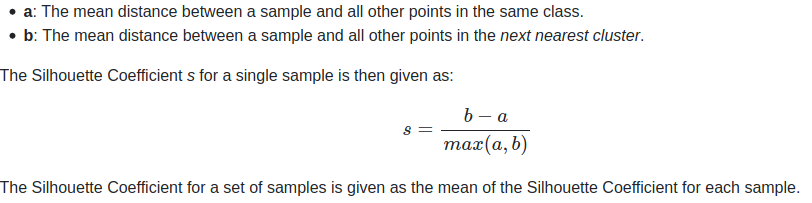 • a: The mean distance between a sample and all other points in the same class.
• b: The mean distance between a sample and all other points in the next nearest cluster.
The Silhouette Coefficient s for a single sample is then given as:
s = b − a / max(a, b)
The Silhouette Coefficient for a set of samples is given as the mean of the Silhouette Coefficient for each sample.